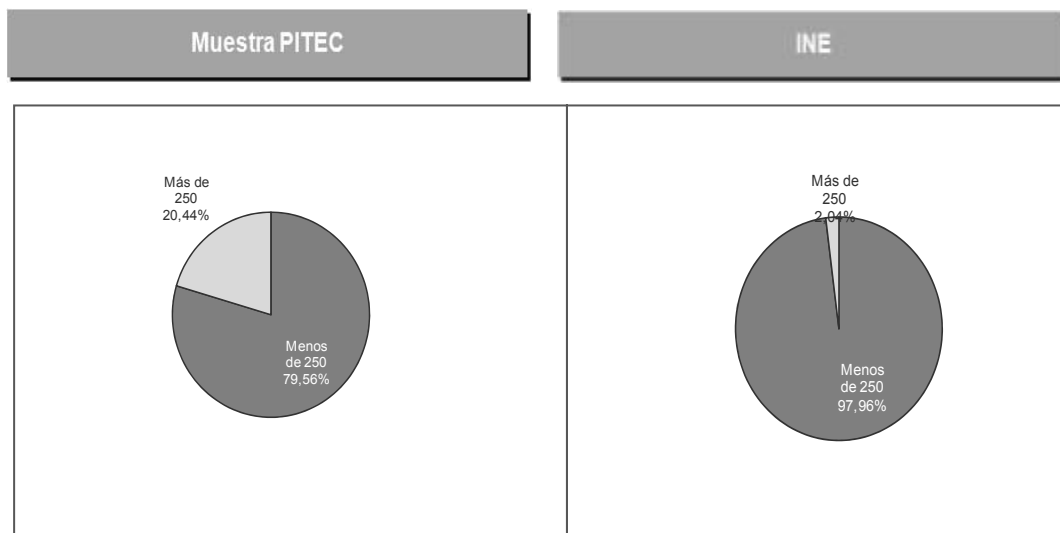 Muestra PITEC
INE
Más de
250
20,44%
Menos
de 250
79,56%
Más de
250
2,04%
Menos
de 250
97,96%